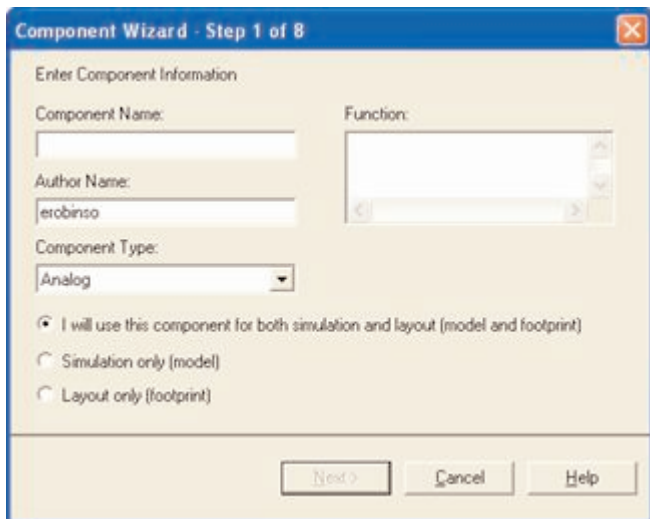 Component Wizard - Step 1 of 8
Enter Component Information
Component Name:
Function:
Author Name:
erobinso
Component Type:
Analog
I will use this component for both simulation and layout (model and footprint)
Simulation only (model)
Layout only (footprint)
Next >
Cancel
Help